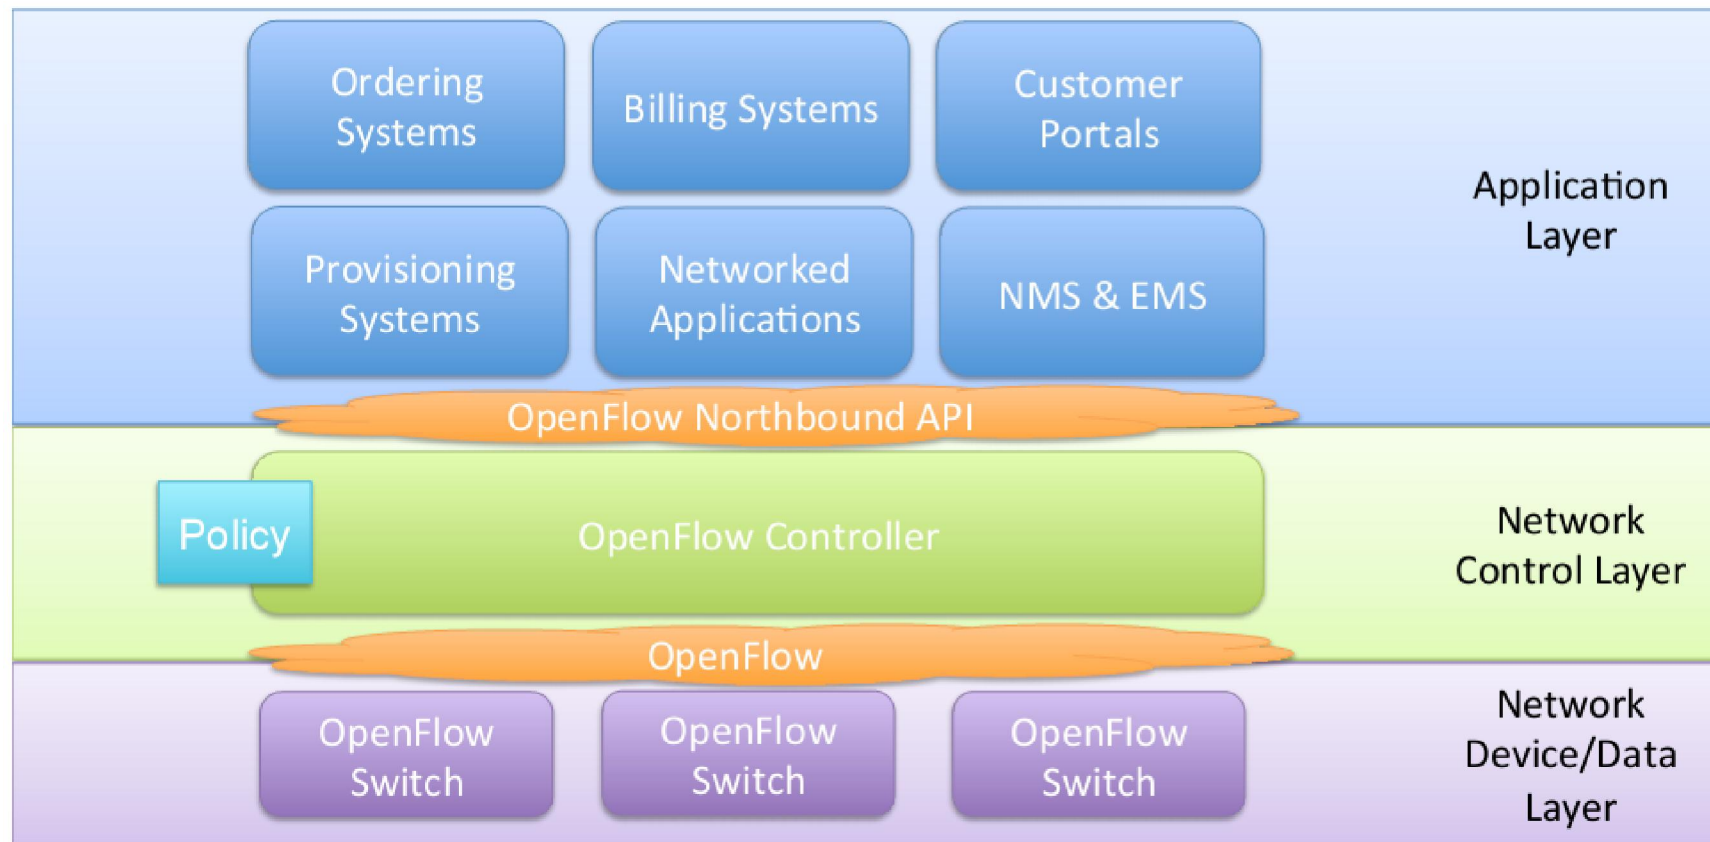 Ordering
Systems
Billing Systems
Customer
Portals
Provisioning
Systems
Networked
Applications
NMS & EMS
Application
Layer
OpenFlow Northbound API
Policy
OpenFlow Controller
Network
Control Layer
OpenFlow
OpenFlow
Switch
OpenFlow
Switch
OpenFlow
Switch
Network
Device/Data
Layer